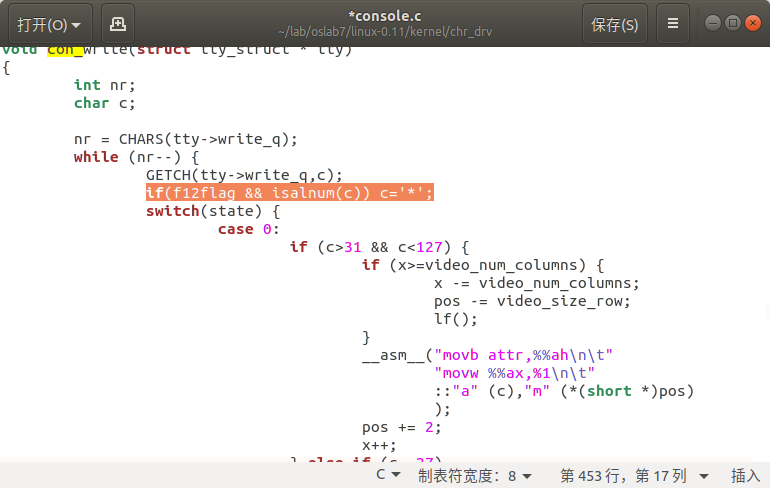 打开(O)
*console.c
~/lab/oslab7/linux-0.11/kernel/chr_drv
保存(S)
void con_write(struct tty_struct * tty)
{
int nr;
char c;
nr = CHARS(tty->write_q);
while (nr--) {
GETCH(tty->write_q,c);
if(f12flag && isalnum(c)) c='*';
switch(state) {
case 0:
if (c>31 && c<127) {
if (x>=video_num_columns) {
x -= video_num_columns;
pos -= video_size_row;
lf();
}
__asm__("movb attr,%%ah\n\t"
"movw %%ax,%1\n\t"
::"a" (c),"m" (*(short *)pos)
);
pos += 2;
x++;
} else if (c==27)
C
制表符宽度：8
第 453 行，第 17 列
插入